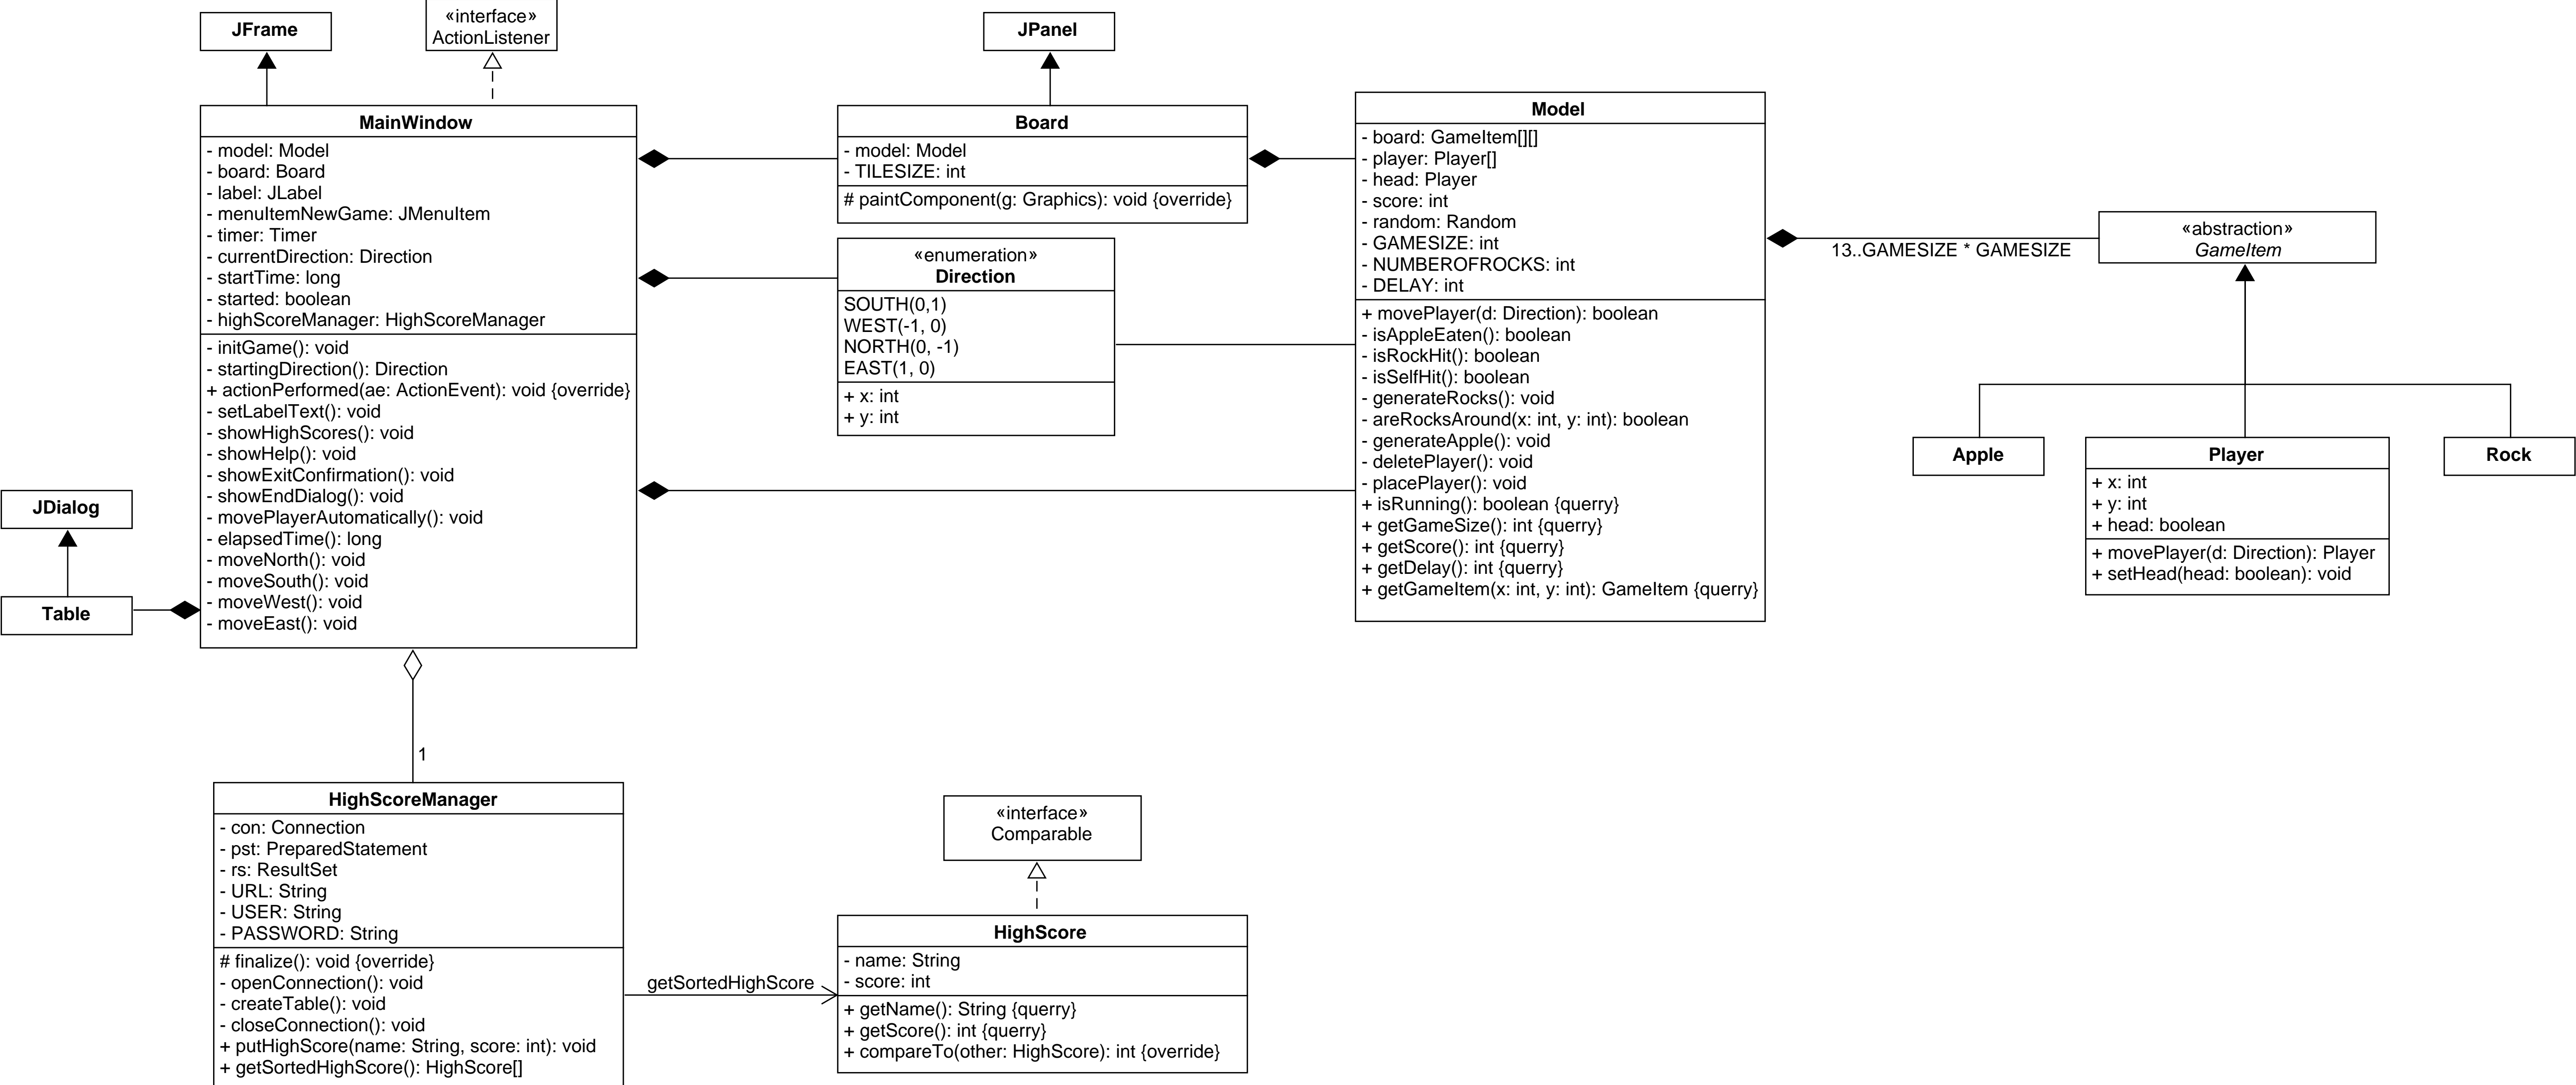 JFrame
«interface»
ActionListener
JPanel
MainWindow
- model: Model
- board: Board
- label: JLabel
- menuItemNewGame: JMenuItem
- timer: Timer
- currentDirection: Direction
- startTime: long
- started: boolean
- highScoreManager: HighScoreManager
- initGame(): void
- startingDirection(): Direction
+ actionPerformed(ae: ActionEvent): void {override}
- setLabelText(): void
- showHighScores(): void
- showHelp(): void
- showExitConfirmation(): void
- showEndDialog(): void
- movePlayerAutomatically(): void
- elapsedTime(): long
- moveNorth(): void
- moveSouth(): void
- moveWest(): void
- moveEast(): void
Board
- model: Model
- TILESIZE: int
# paintComponent(g: Graphics): void {override}
«enumeration»
Direction
SOUTH(0,1)
WEST(-1, 0)
NORTH(0, -1)
EAST(1, 0)
+ x: int
+ y: int
Model
- board: GameItem[][]
- player: Player[]
- head: Player
- score: int
- random: Random
- GAMESIZE: int
- NUMBEROFROCKS: int
- DELAY: int
+ movePlayer(d: Direction): boolean
- isAppleEaten(): boolean
- isRockHit(): boolean
- isSelfHit(): boolean
- generateRocks(): void
- areRocksAround(x: int, y: int): boolean
- generateApple(): void
- deletePlayer(): void
- placePlayer(): void
+ isRunning(): boolean {querry}
+ getGameSize(): int {querry}
+ getScore(): int {querry}
+ getDelay(): int {querry}
+ getGameItem(x: int, y: int): GameItem {querry}
13..GAMESIZE * GAMESIZE
«abstraction»
GameItem
Apple
Player
+ x: int
+ y: int
+ head: boolean
+ movePlayer(d: Direction): Player
+ setHead(head: boolean): void
Rock
JDialog
Table
1
HighScoreManager
- con: Connection
- pst: PreparedStatement
- rs: ResultSet
- URL: String
- USER: String
- PASSWORD: String
# finalize(): void {override}
- openConnection(): void
- createTable(): void
- closeConnection(): void
+ putHighScore(name: String, score: int): void
+ getSortedHighScore(): HighScore[]
getSortedHighScore
«interface»
Comparable
HighScore
- name: String
- score: int
+ getName(): String {querry}
+ getScore(): int {querry}
+ compareTo(other: HighScore): int {override}